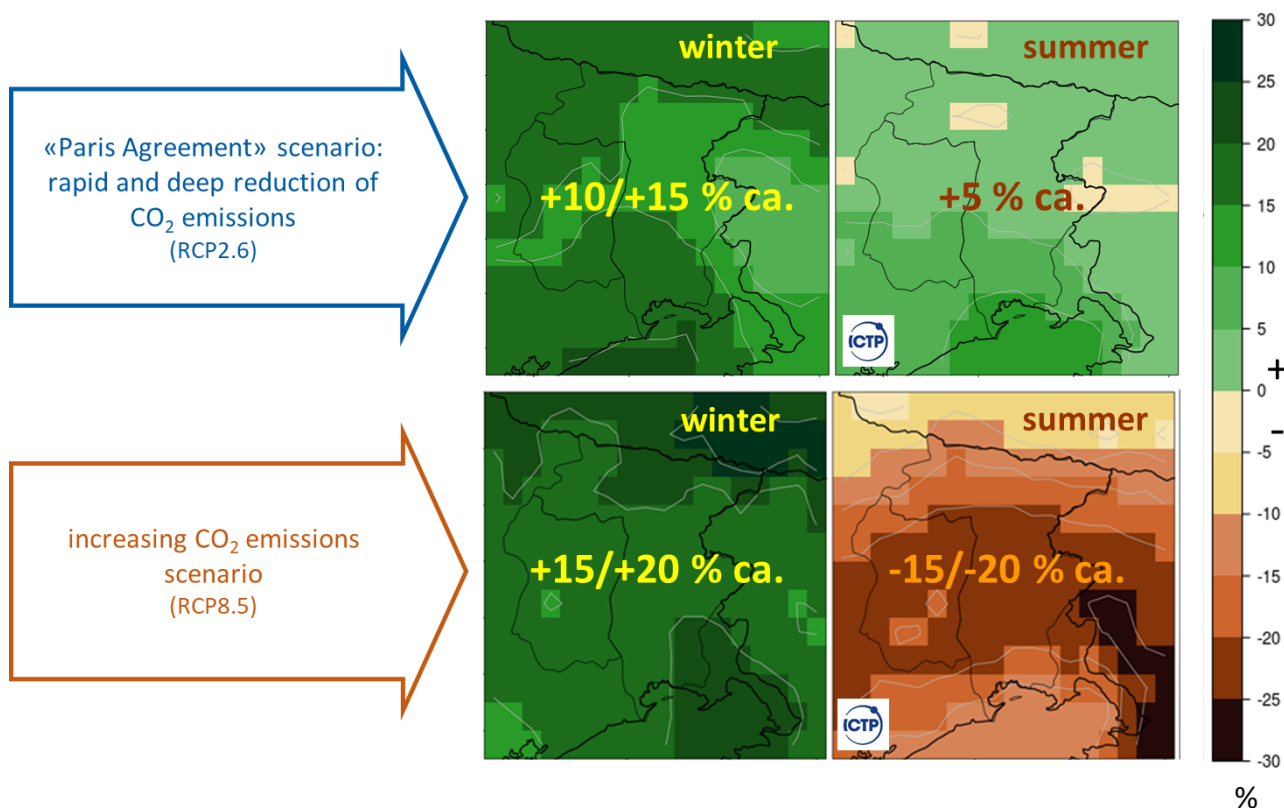 «Paris Agreement» scenario:
rapid and deep reduction of
CO₂ emissions
(RCP2.6)
winter
+10/+15 % ca.
summer
+5 % ca.
ICTP
increasing CO₂ emissions
scenario
(RCP8.5)
winter
+15/+20 % ca.
summer
-15/-20 % ca.
ICTP
30
25
20
15
10
5
+
0
-
-5
-10
-15
-20
-25
-30
%